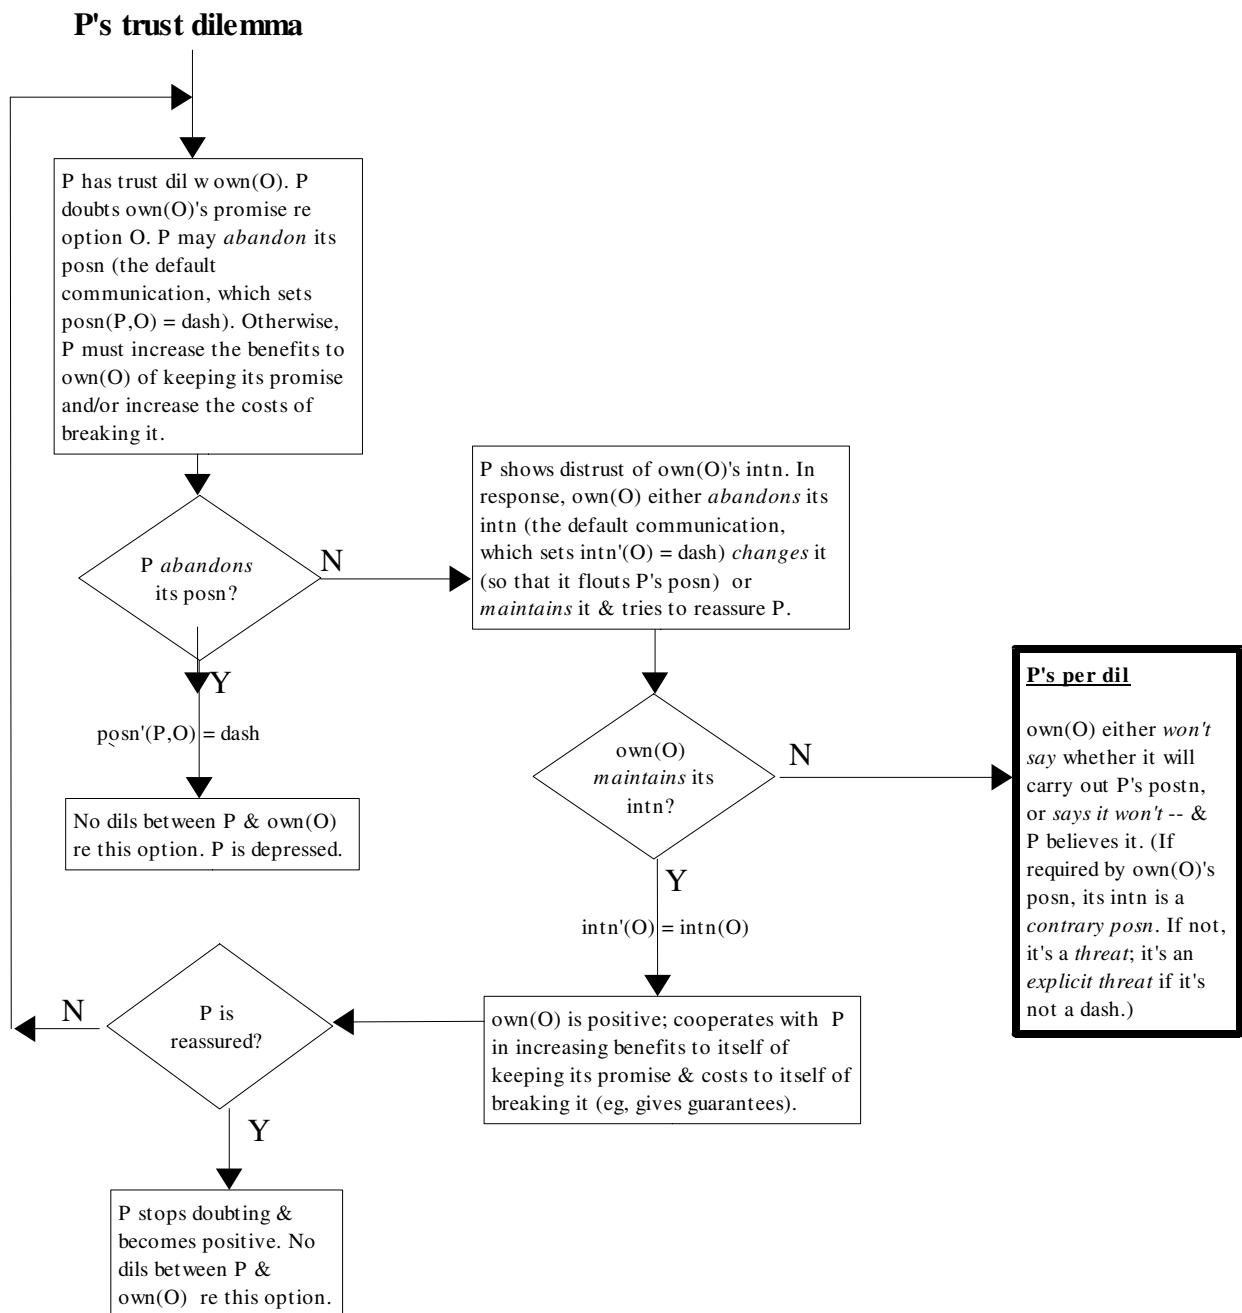 P's trust dilemma
P has trust dil w own(O). P
doubts own(O)'s promise re
option O. P may abandon its
posn (the default
communication, which sets
posn(P,O) = dash). Otherwise,
P must increase the benefits to
own(O) of keeping its promise
and/or increase the costs of
breaking it.
P abandons
its posn?
N
Y
posn'(P,O) = dash
No dils between P & own(O)
re this option. P is depressed.
P shows distrust of own(O)'s intn. In
response, own(O) either abandons its
intn (the default communication,
which sets intn'(O) = dash) changes it
(so that it flouts P's posn) or
maintains it & tries to reassure P.
own(O)
maintains its
intn?
N
Y
intn'(O) = intn(O)
P's per dil
own(O) either won't
say whether it will
carry out P's postn,
or says it won't -- &
P believes it. (If
required by own(O)'s
posn, its intn is a
contrary posn. If not,
it's a threat; it's an
explicit threat if it's
not a dash.)
own(O) is positive; cooperates with P
in increasing benefits to itself of
keeping its promise & costs to itself of
breaking it (eg, gives guarantees).
P is
reassured?
N
Y
P stops doubting &
becomes positive. No
dils between P &
own(O) re this option.